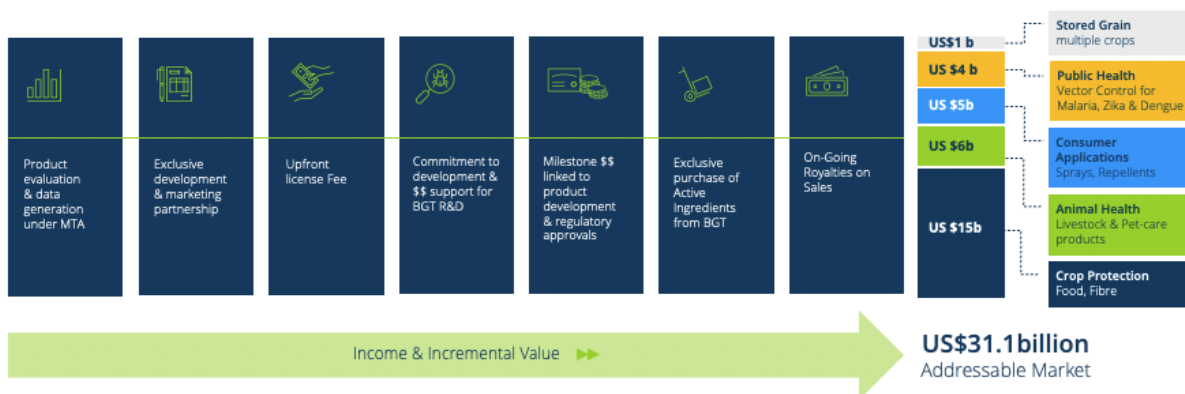 Product
evaluation
& data
generation
under MTA
Exclusive
development
& marketing
partnership
Upfront
license Fee
Commitment to
development &
$$ support for
BGT R&D
Milestone $$
linked to
product
development
& regulatory
approvals
Exclusive
purchase of
Active
Ingredients
from BGT
On-Going
Royalties on
Sales
US$1 b
US $4 b
US $5b
US $6b
US $15b
Stored Grain
multiple crops
Public Health
Vector Control for
Malaria, Zika & Dengue
Consumer
Applications
Sprays, Repellents
Animal Health
Livestock & Pet-care
products
Crop Protection
Food, Fibre
Income & Incremental Value
US$31.1billion
Addressable Market